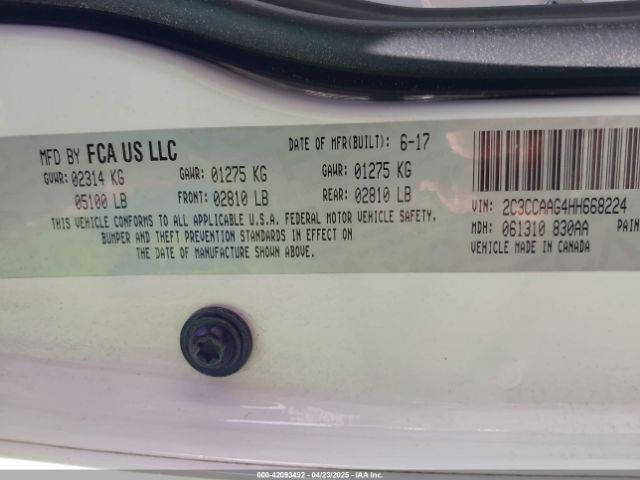 MFD BY FCA US LLC
DATE OF MFR(BUILT): 6-17
GVWR: 02314 KG GAWR: 01275 KG GAWR: 01275 KG
05100 LB FRONT: 02810 LB REAR: 02810 LB
THIS VEHICLE CONFORMS TO ALL APPLICABLE U.S.A. FEDERAL MOTOR VEHICLE SAFETY,
BUMPER AND THEFT PREVENTION STANDARDS IN EFFECT ON
THE DATE OF MANUFACTURE SHOWN ABOVE.
VIN: 2C3CCAAG4HH668224
MDH: 061310 830AA PAIN
VEHICLE MADE IN CANADA
000-42093492 - 04/23/2025 - IAA Inc.